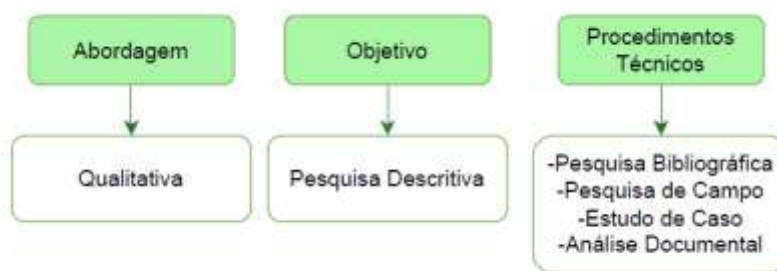 Abordagem
Qualitativa
Objetivo
Pesquisa Descritiva
Procedimentos
Técnicos
-Pesquisa Bibliográfica
-Pesquisa de Campo
-Estudo de Caso
-Análise Documental